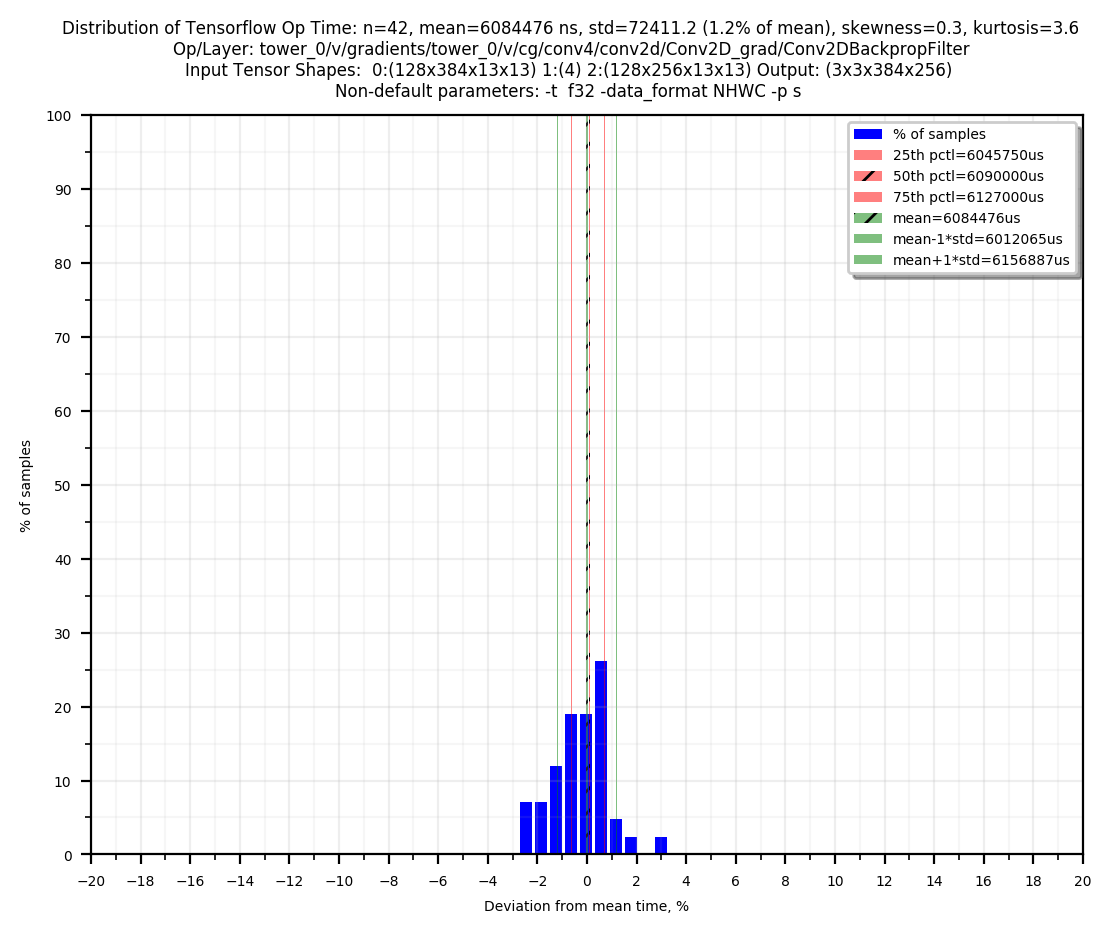 Distribution of Tensorflow Op Time: n=42, mean=6084476 ns, std=72411.2 (1.2% of mean), skewness=0.3, kurtosis=3.6
Op/Layer: tower_0/v/gradients/tower_0/v/cg/conv4/conv2d/Conv2D_grad/Conv2DBackpropFilter
Input Tensor Shapes:  0:(128x384x13x13) 1:(4) 2:(128x256x13x13) Output: (3x3x384x256)
Non-default parameters: -t  f32 -data_format NHWC -p s
% of samples
25th pctl=6045750us
50th pctl=6090000us
75th pctl=6127000us
mean=6084476us
mean-1*std=6012065us
mean+1*std=6156887us
100
90
80
70
60
50
40
30
20
10
0
% of samples
−20 −18 −16 −14 −12 −10 −8 −6 −4 −2 0 2 4 6 8 10 12 14 16 18 20
Deviation from mean time, %